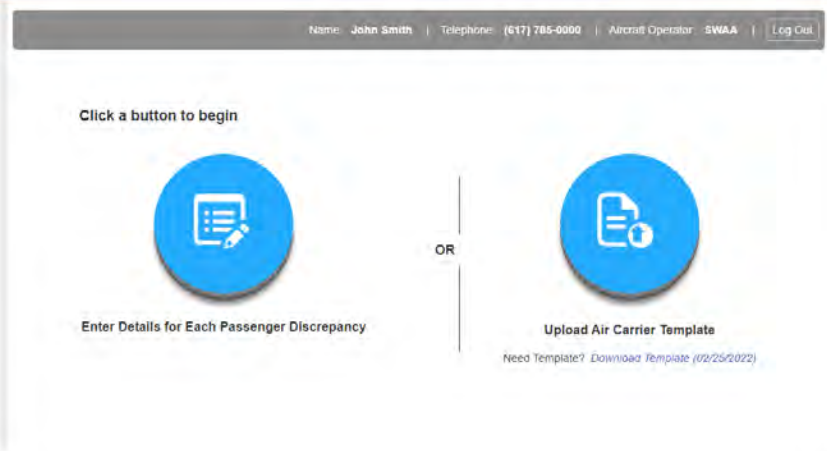 Name: John Smith | Telephone: (617) 785-0000 | Aircraft Operator: SWAA | Log Out
Click a button to begin
OR
Enter Details for Each Passenger Discrepancy
Upload Air Carrier Template
Need Template? Download Template (02/25/2022)